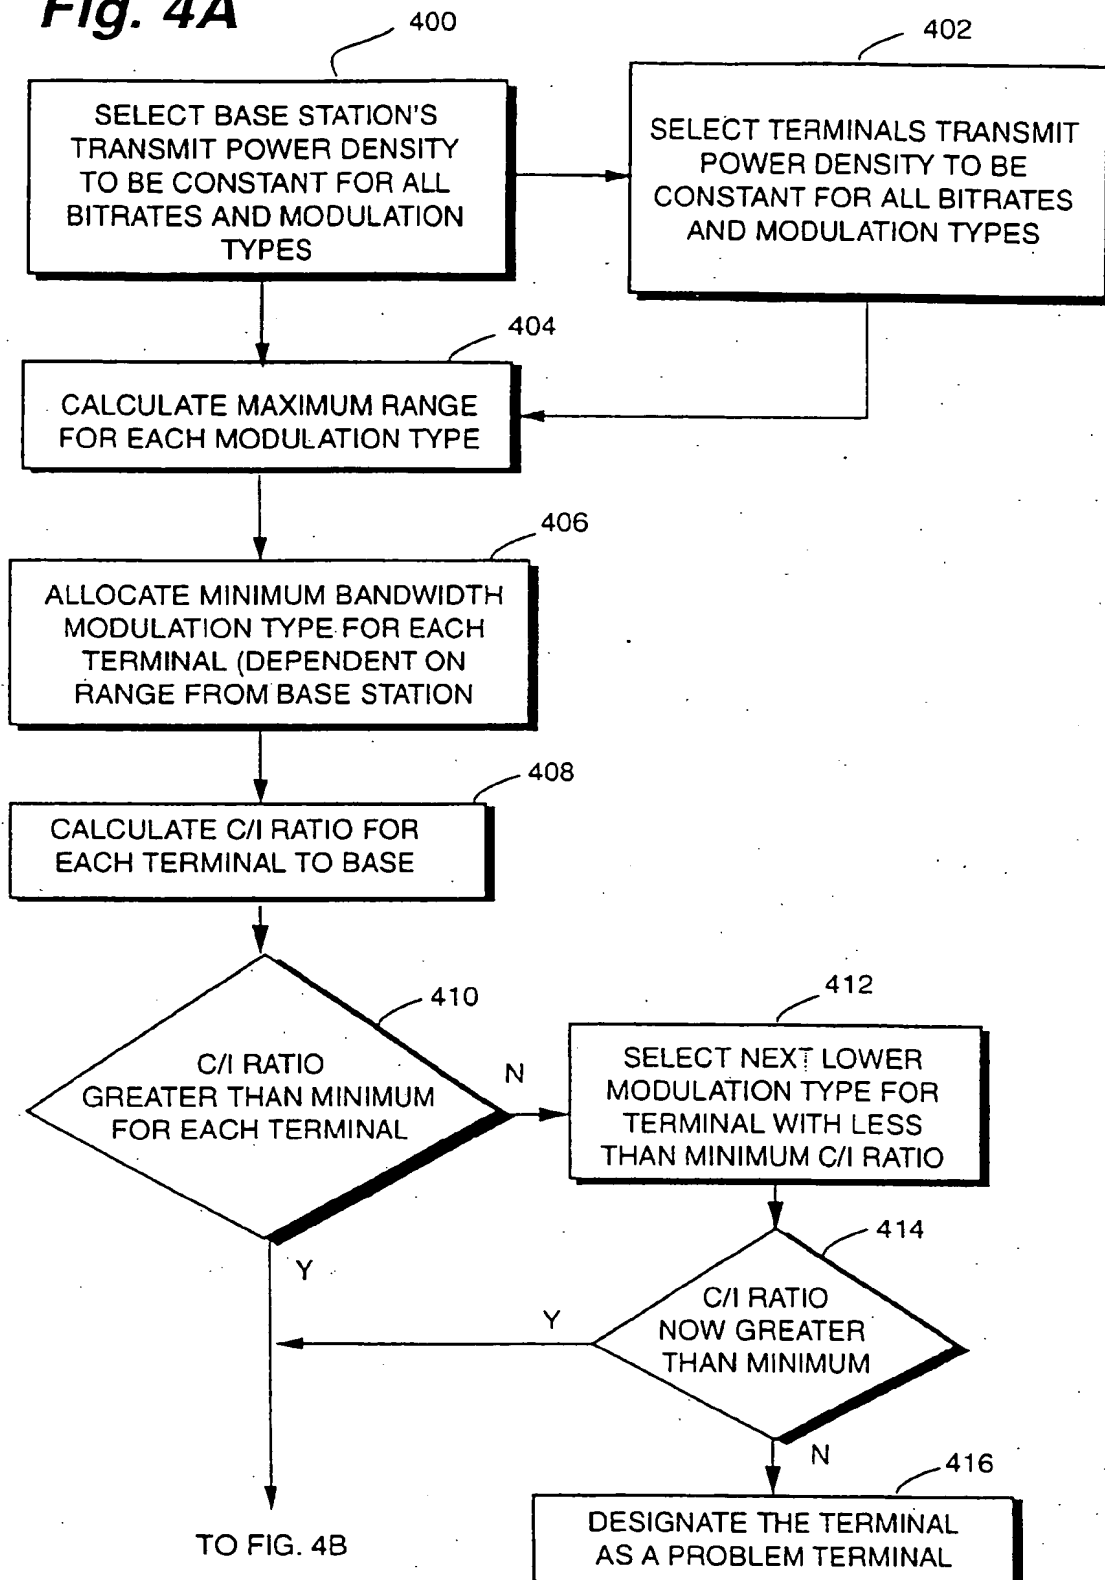 Fig. 4A
400
402
SELECT BASE STATION'S
TRANSMIT POWER DENSITY
TO BE CONSTANT FOR ALL
BITRATES AND MODULATION
TYPES
SELECT TERMINALS TRANSMIT
POWER DENSITY TO BE
CONSTANT FOR ALL BITRATES
AND MODULATION TYPES
404
CALCULATE MAXIMUM RANGE
FOR EACH MODULATION TYPE
406
ALLOCATE MINIMUM BANDWIDTH
MODULATION TYPE FOR EACH
TERMINAL (DEPENDENT ON
RANGE FROM BASE STATION
408
CALCULATE C/I RATIO FOR
EACH TERMINAL TO BASE
410
C/I RATIO
GREATER THAN MINIMUM
FOR EACH TERMINAL
N
Y
412
SELECT NEXT LOWER
MODULATION TYPE FOR
TERMINAL WITH LESS
THAN MINIMUM C/I RATIO
414
C/I RATIO
NOW GREATER
THAN MINIMUM
Y
N
416
DESIGNATE THE TERMINAL
AS A PROBLEM TERMINAL
TO FIG. 4B